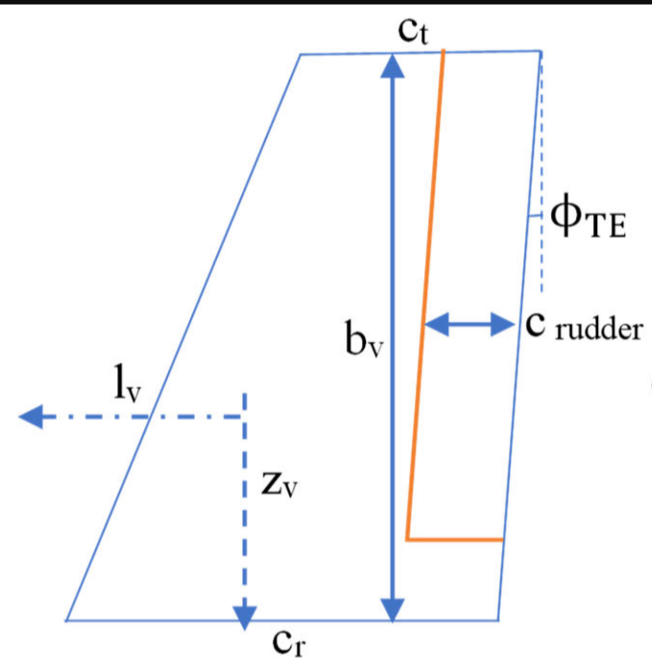 cₜ
ϕTE
c rudder
bᵥ
lᵥ
zᵥ
cᵣ